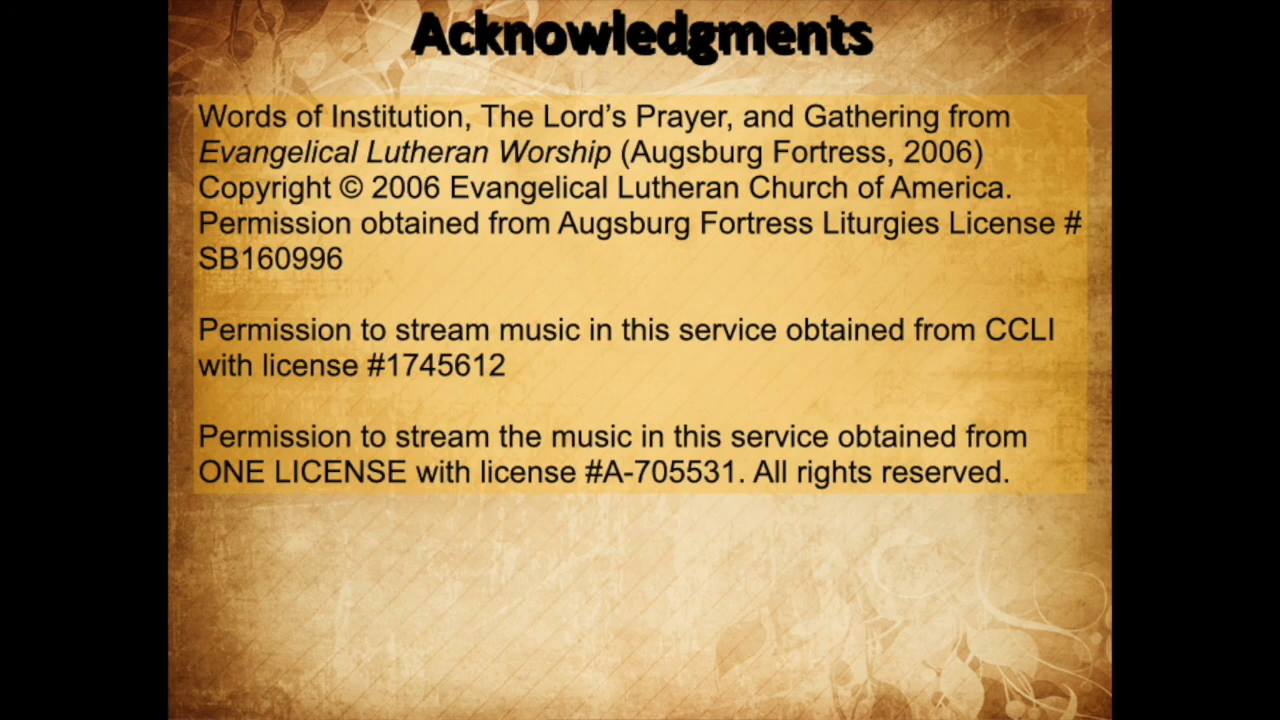 Acknowledgments
Words of Institution, The Lord’s Prayer, and Gathering from
Evangelical Lutheran Worship (Augsburg Fortress, 2006)
Copyright © 2006 Evangelical Lutheran Church of America.
Permission obtained from Augsburg Fortress Liturgies License #
SB160996
Permission to stream music in this service obtained from CCLI
with license #1745612
Permission to stream the music in this service obtained from
ONE LICENSE with license #A-705531. All rights reserved.